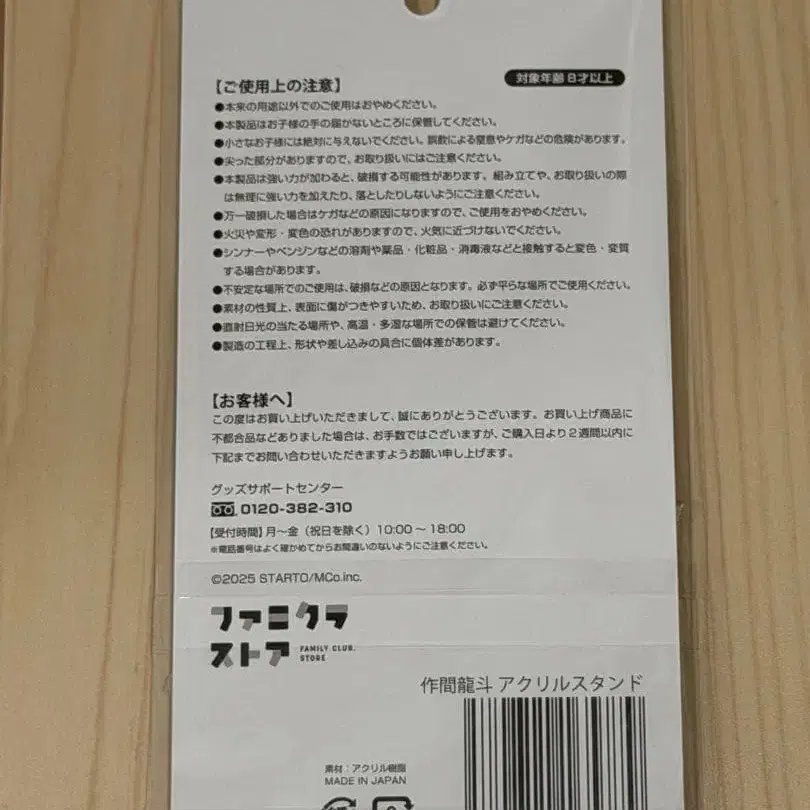 【ご使用上の注意】
対象年齢 8才以上
●本来の用途以外でのご使用はおやめください。
●本製品はお子様の手の届かないところに保管してください。
●小さなお子様には絶対に与えないでください。誤飲による窒息やケガなどの危険があります。
●尖った部分がありますので、お取り扱いにはご注意ください。
●本製品は強い力が加わると、破損する可能性があります。組み立てや、お取り扱いの際
は無理に強い力を加えたり、落としたりしないようにご注意ください。
●万一破損した場合はケガなどの原因になりますので、ご使用をおやめください。
●火災や変形・変色の恐れがありますので、火気に近づけないでください。
●シンナーやベンジンなどの溶剤や薬品・化粧品・消毒液などと接触すると変色・変質
する場合があります。
●不安定な場所でのご使用は、破損などの原因となります。必ず平らな場所でご使用ください。
●素材の性質上、表面に傷がつきやすいため、お取り扱いにご注意ください。
●直射日光の当たる場所や、高温・多湿な場所での保管は避けてください。
●製造の工程上、形状や差し込みの具合に個体差があります。
【お客様へ】
この度はお買い上げいただきまして、誠にありがとうございます。お買い上げ商品に
不都合品などありました場合は、お手数ではございますが、ご購入日より2週間以内に
下記までお問い合わせいただきますようお願い申し上げます。
グッズサポートセンター
0120-382-310
【受付時間】月～金（祝日を除く）10:00～18:00
※電話番号はよく確かめてからお間違いのないようにご注意ください。
©2025 STARTO/MCo.inc.
ファミクラ
ストア FAMILY CLUB
STORE
作間龍斗 アクリルスタンド
素材：アクリル樹脂
MADE IN JAPAN